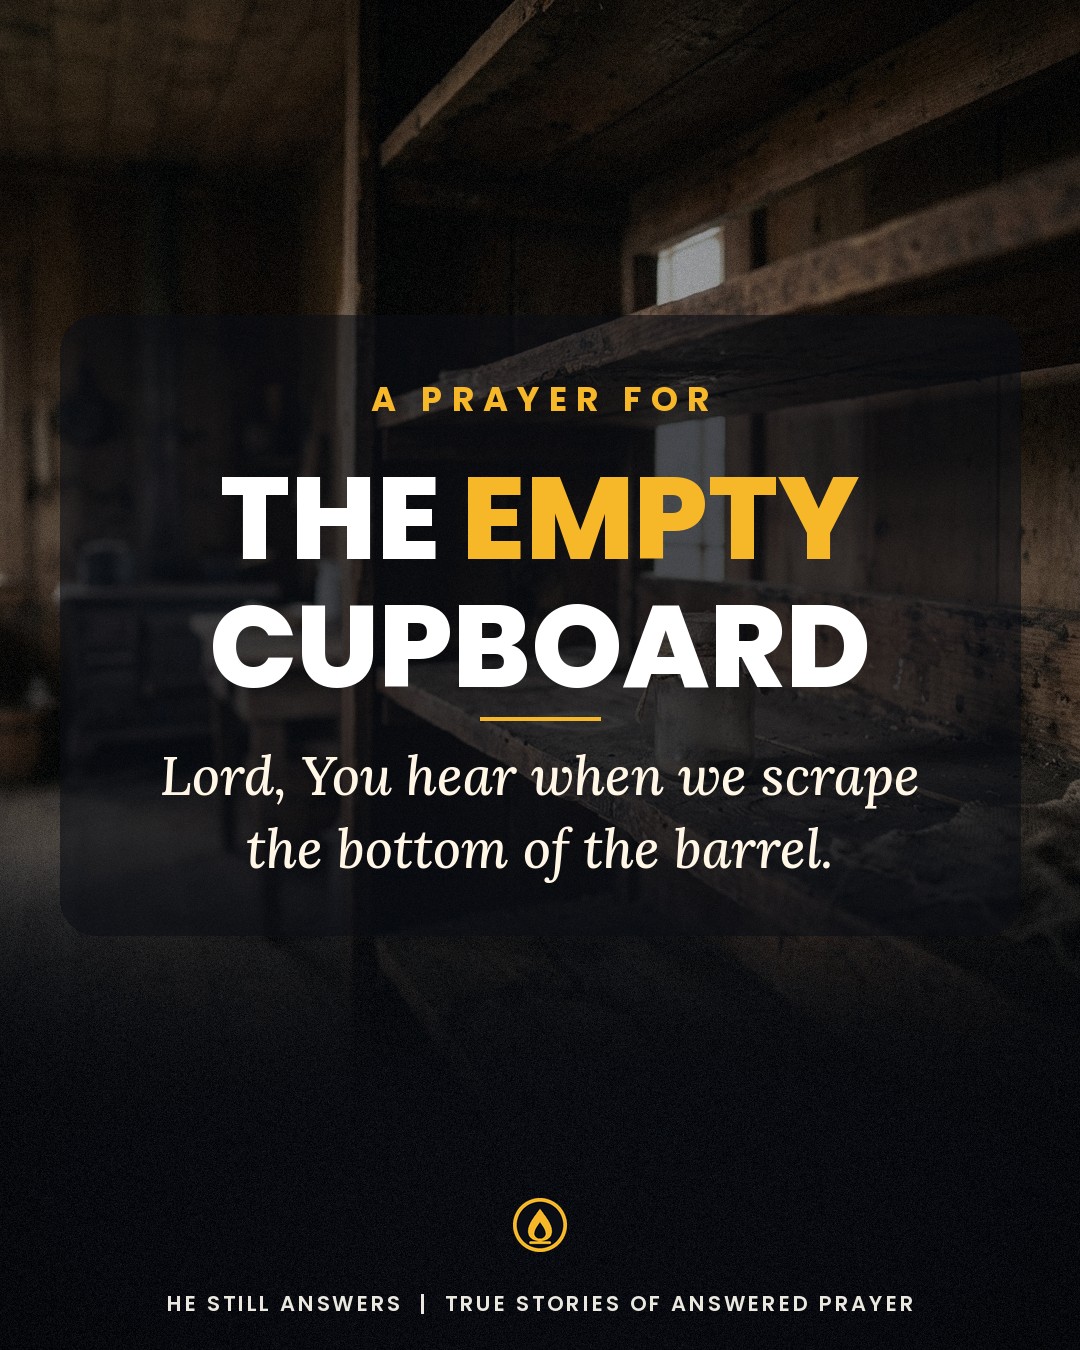 A PRAYER FOR
THE EMPTY
CUPBOARD
Lord, You hear when we scrape
the bottom of the barrel.
HE STILL ANSWERS | TRUE STORIES OF ANSWERED PRAYER